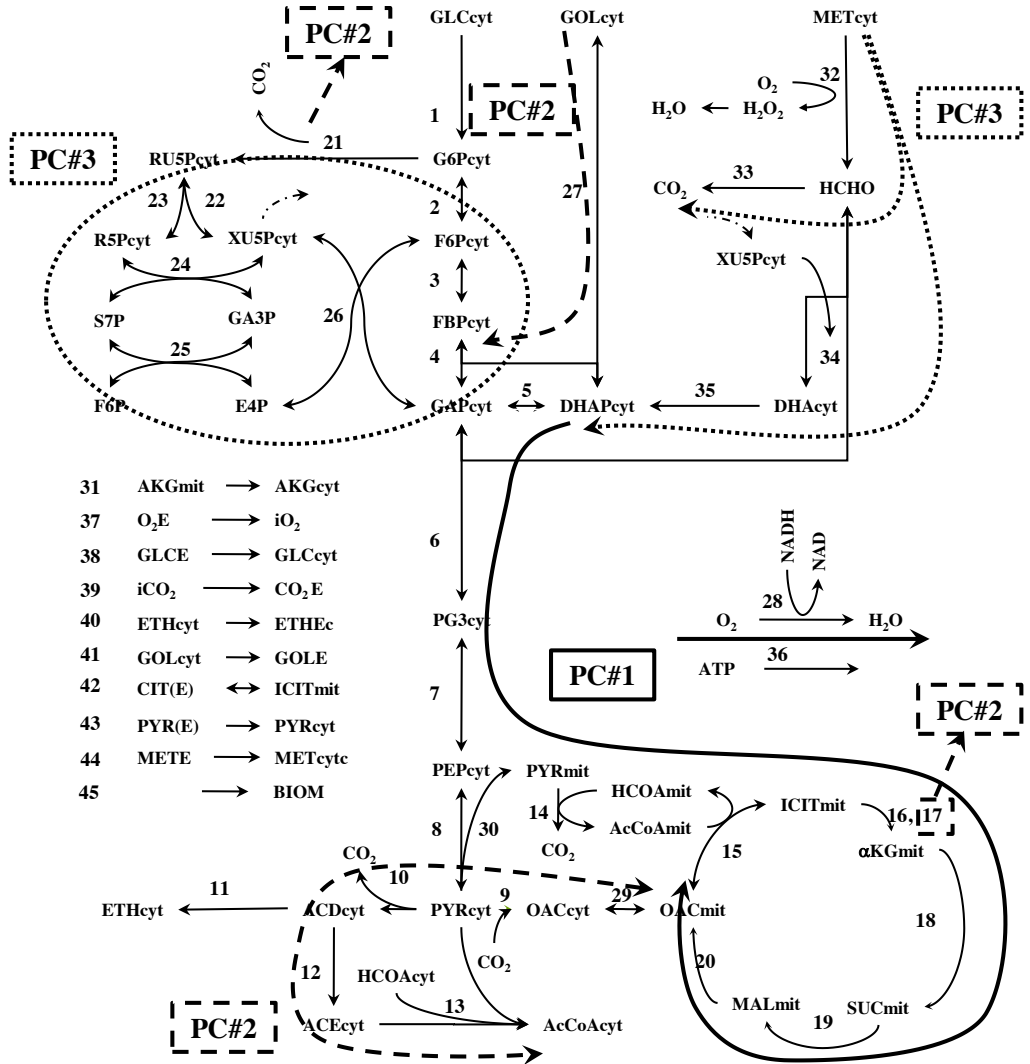 GLCcyt
GOLcyt
METcyt
PC#2
CO2
O2
32
H2O
H2O2
1
PC#2
PC#3
21
PC#3
RU5Pcyt
G6Pcyt
27
CO2
33
HCHO
23
22
2
R5Pcyt
XU5Pcyt
F6Pcyt
24
XU5Pcyt
3
S7P
GA3P
26
FBPcyt
25
4
34
5
35
F6P
E4P
GAPcyt
DHAPcyt
DHAcyt
31 AKGmit AKGcyt
37 O2E iO2
38 GLCE GLCcyt
39 iCO2 CO2E
40 ETHcyt ETHEc
41 GOLcyt GOLE
42 CIT(E) ICITmit
43 PYR(E) PYRcyt
44 METE METcytc
45 BIOM
6
NADH
NAD
28
PG3cyt
O2
H2O
36
ATP
PC#1
7
PC#2
PEPcyt
PYRmit
HCOAmit
ICITmit
14
16, 17
8
30
AcCoAmit
CO2
15
αKGmit
CO2
10
11
9
29
ETHcyt
ACDcyt
PYRcyt
OACcyt
OACmit
18
12
HCOAcyt
CO2
20
PC#2
13
MALmit
SUCmit
19
ACEcyt
AcCoAcyt